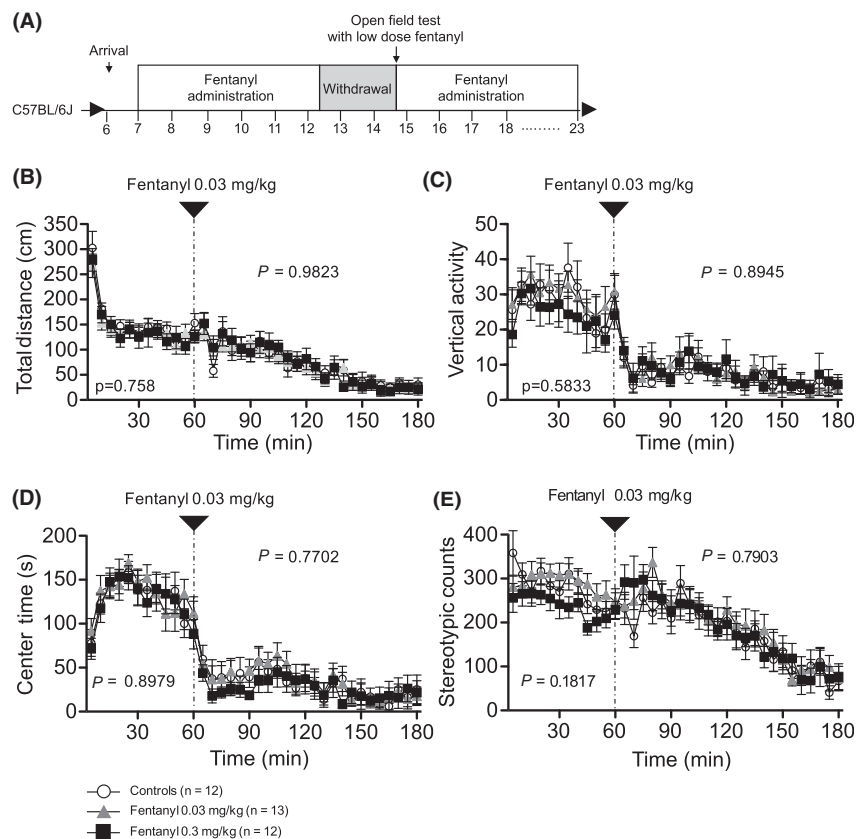 (A)
Open field test
with low dose fentanyl
Arrival
Fentanyl
administration
Withdrawal
Fentanyl
administration
C57BL/6J
6 7 8 9 10 11 12 13 14 15 16 17 18 ......... 23
(B)
Fentanyl 0.03 mg/kg
Total distance (cm)
350
300
250
200
150
100
50
0
P = 0.9823
p=0.758
30 60 90 120 150 180
Time (min)
(C)
Fentanyl 0.03 mg/kg
Vertical activity
50
40
30
20
10
0
P = 0.8945
p=0.5833
30 60 90 120 150 180
Time (min)
(D)
Fentanyl 0.03 mg/kg
Center time (s)
200
150
100
50
0
P = 0.7702
P = 0.8979
30 60 90 120 150 180
Time (min)
(E)
Fentanyl 0.03 mg/kg
Stereotypic counts
400
300
200
100
0
P = 0.7903
P = 0.1817
30 60 90 120 150 180
Time (min)
Controls (n = 12)
Fentanyl 0.03 mg/kg (n = 13)
Fentanyl 0.3 mg/kg (n = 12)